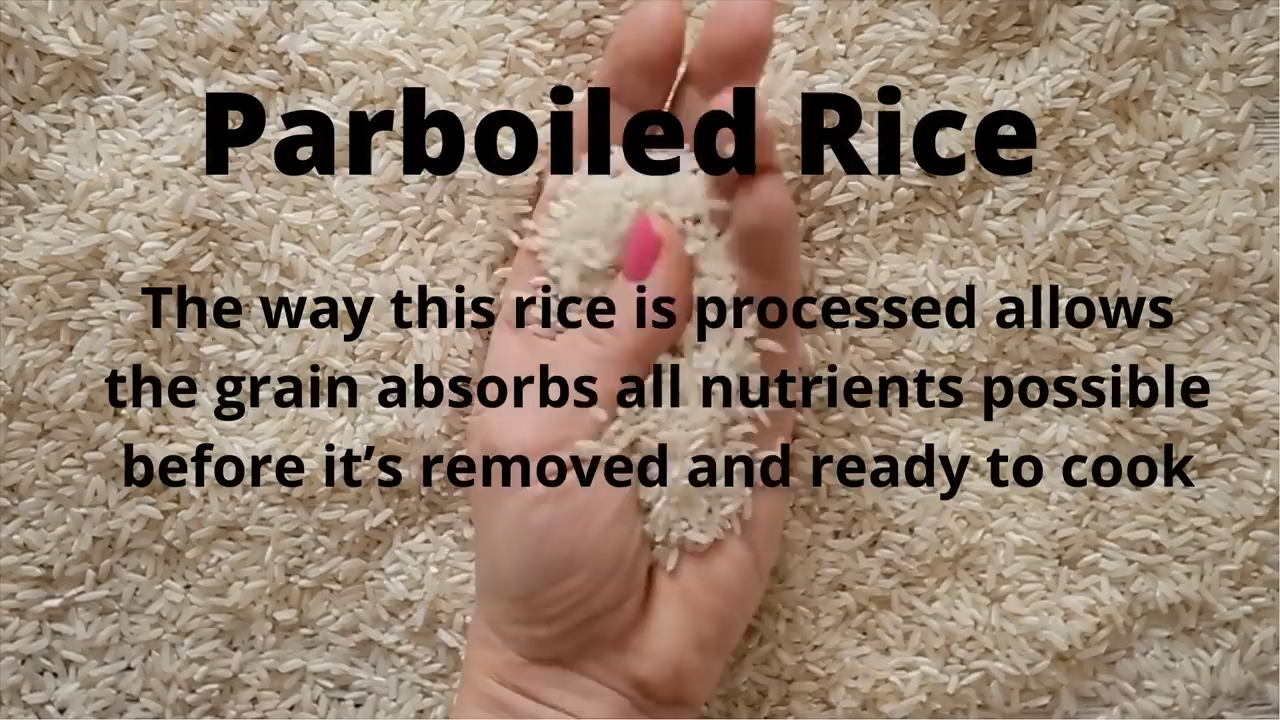 Parboiled Rice
The way this rice is processed allows
the grain absorbs all nutrients possible
before it’s removed and ready to cook